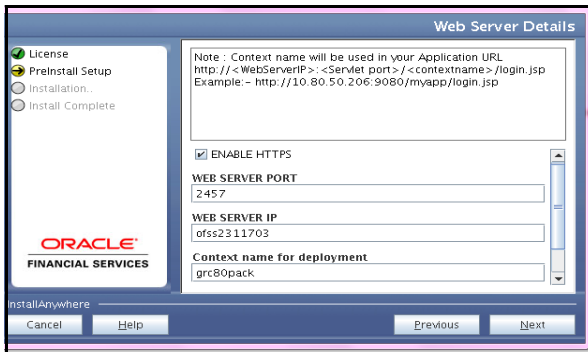 Web Server Details
License
PreInstall Setup
Installation..
Install Complete
ORACLE
FINANCIAL SERVICES
Note : Context name will be used in your Application URL
http://<WebServerIP>:<Servlet port>/<contextname>/login.jsp
Example:- http://10.80.50.206:9080/myapp/login.jsp
ENABLE HTTPS
WEB SERVER PORT
2457
WEB SERVER IP
ofss2311703
Context name for deployment
grc80pack
InstallAnywhere
Cancel
Help
Previous
Next